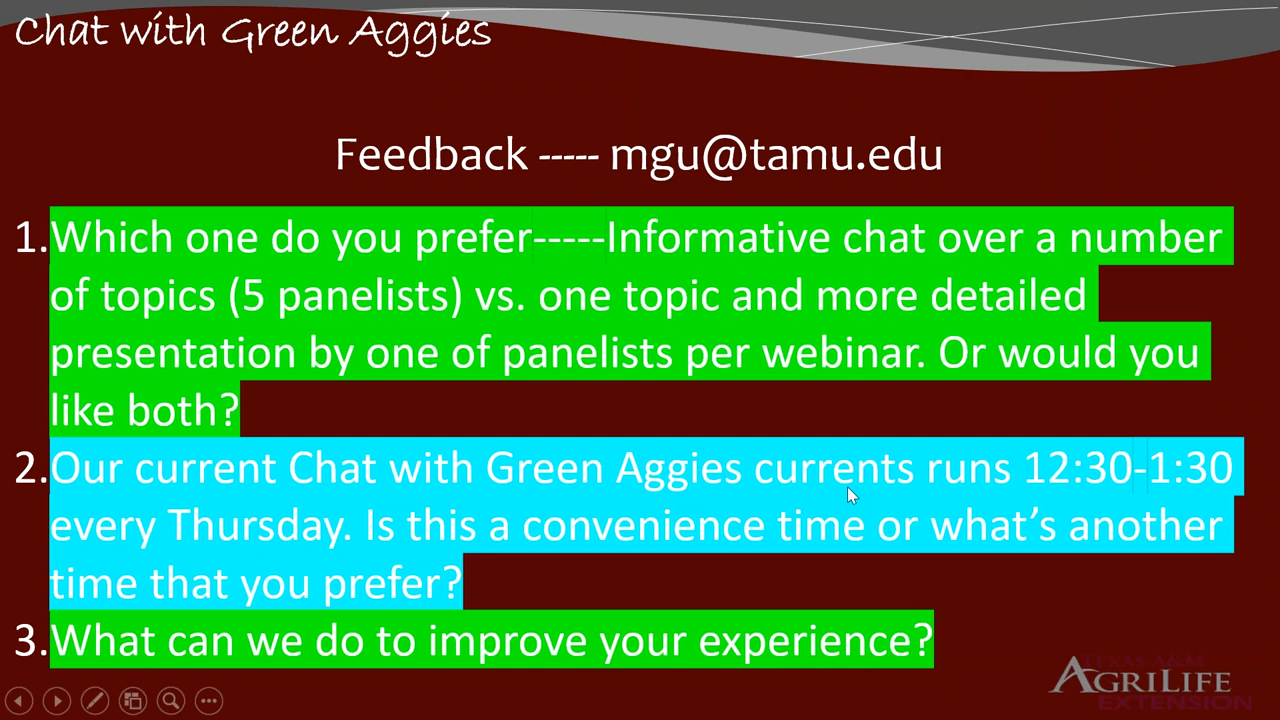 Chat with Green Aggies
Feedback ----- mgu@tamu.edu
1.Which one do you prefer-----Informative chat over a number
of topics (5 panelists) vs. one topic and more detailed
presentation by one of panelists per webinar. Or would you
like both?
2.Our current Chat with Green Aggies currents runs 12:30-1:30
every Thursday. Is this a convenience time or what's another
time that you prefer?
3.What can we do to improve your experience?
TEXAS A&M
AGRILIFE
EXTENSION